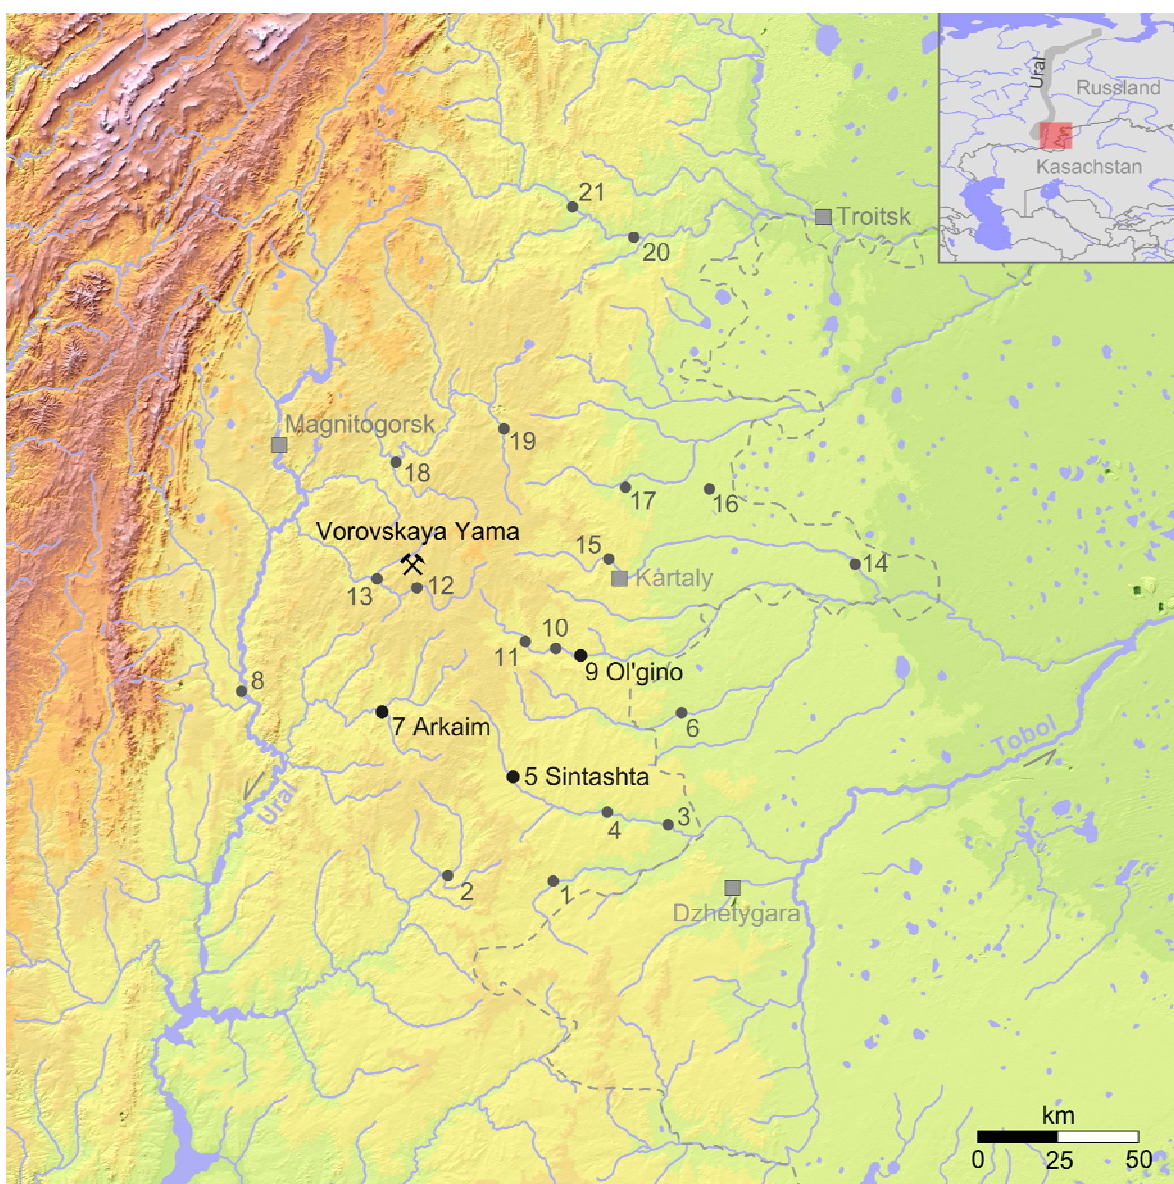 Ural
Russland
Kasachstan
21
Troitsk
20
Magnitogorsk
19
18
17
16
Vorovskaya Yama
15
14
Kartaly
13
12
10
11
9 Ol'gino
8
7 Arkaim
6
Tobol
5 Sintashta
Ural
4
3
2
1
Dzhetygara
km
0 25 50